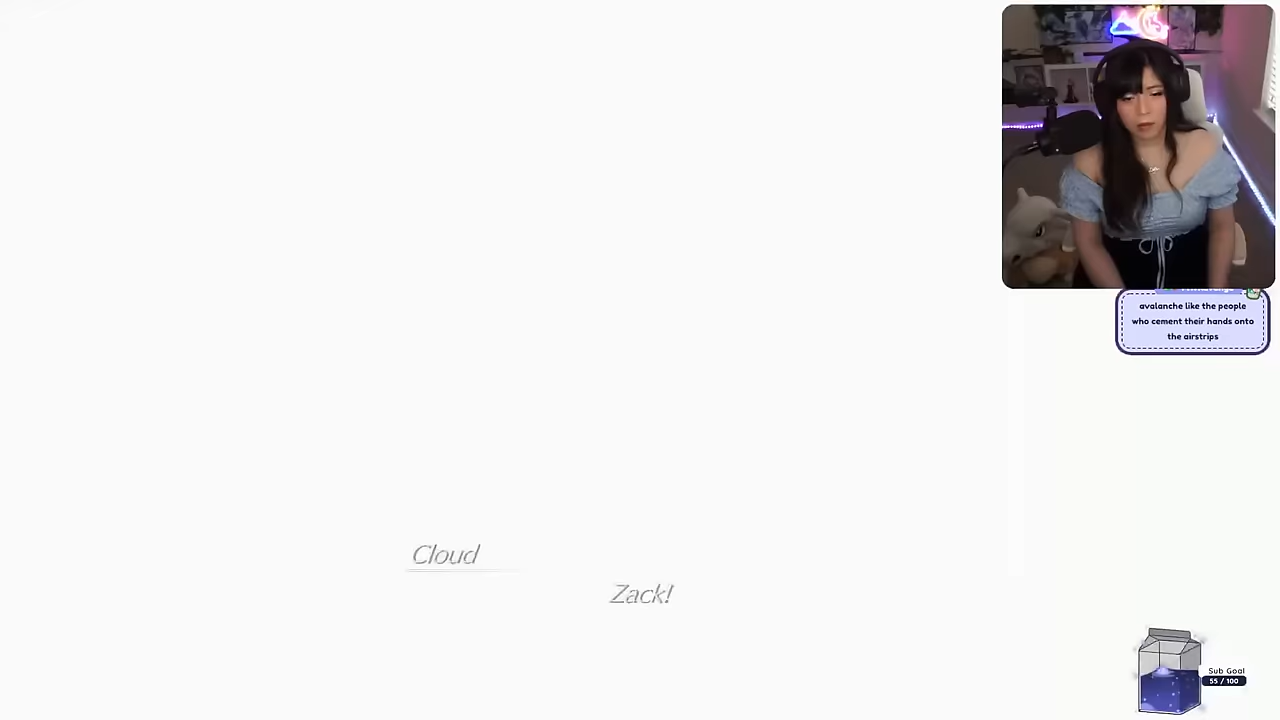 avalanche like the people
who cement their hands onto
the airstrips
Cloud
Zack!
Sub Goal
55 / 100